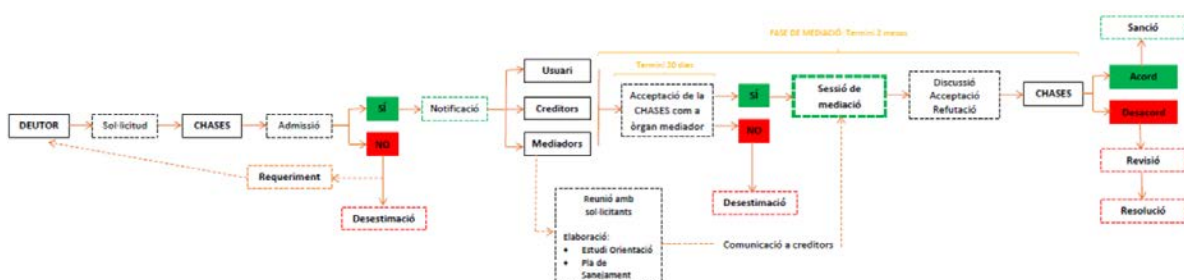 DEUTOR
Sol·licitud
CHASES
Admissió
SÍ
NO
Requeriment
Desestimació
Notificació
Usuari
Creditors
Mediadors
FASE DE MEDIACIÓ- Termini 2 mesos
Termini 20 dies
Acceptació de la
CHASES com a
òrgan mediador
SÍ
NO
Desestimació
Reunió amb
sol·licitants
Elaboració:
• Estudi Orientació
• Pla de
Sanejament
Comunicació a creditors
Sessió de
mediació
Discussió
Acceptació
Refutació
CHASES
Sanció
Acord
Desacord
Revisió
Resolució